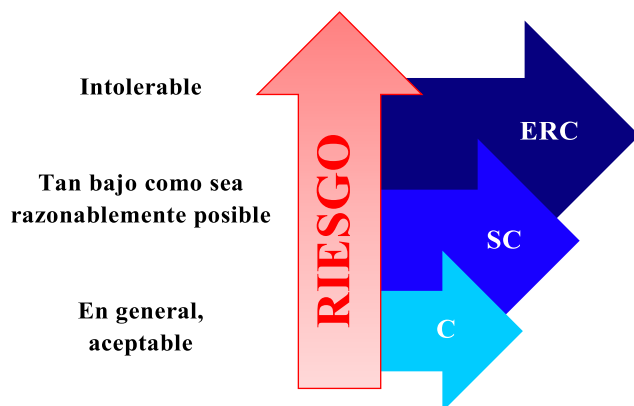 Intolerable
ERC
Tan bajo como sea
razonablemente posible
RIESGO
SC
En general,
aceptable
C